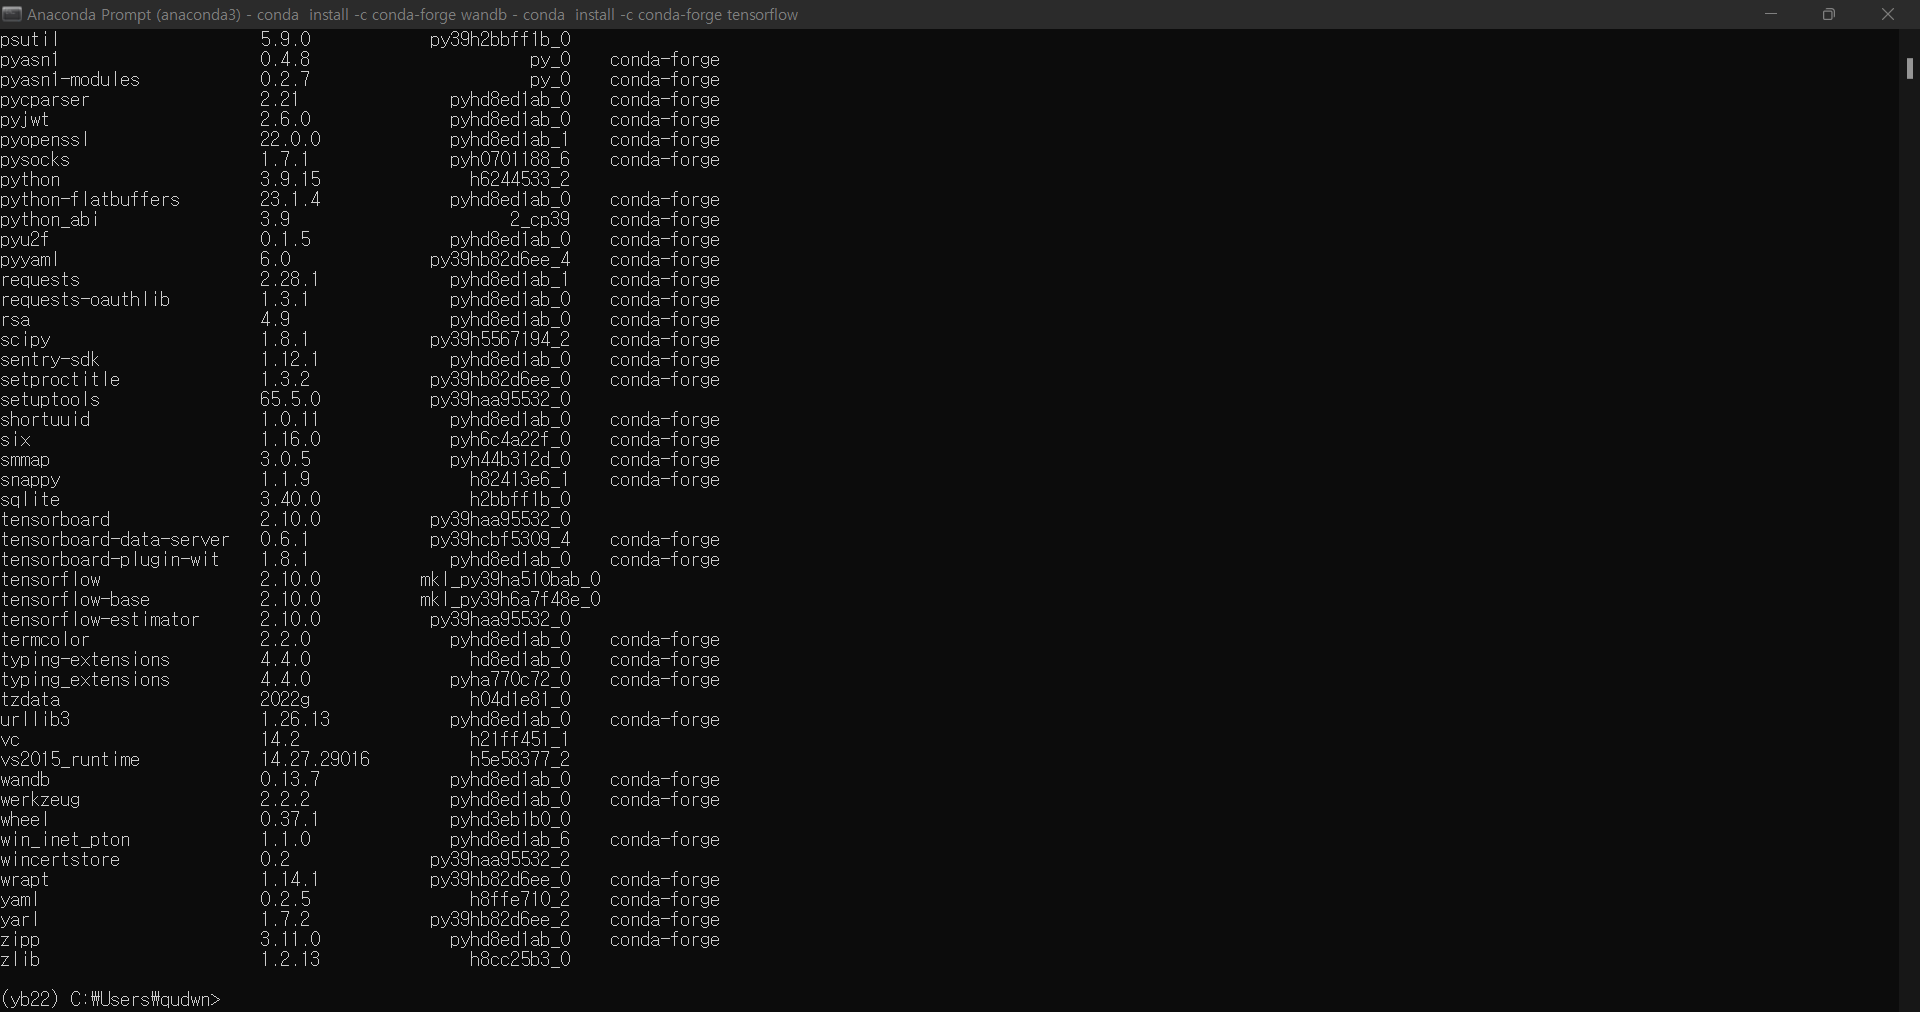 Anaconda Prompt (anaconda3) - conda  install -c conda-forge wandb - conda  install -c conda-forge tensorflow
psutil 5.9.0 py39h2bbff1b_0
pyasn1 0.4.8 py_0 conda-forge
pyasn1-modules 0.2.7 py_0 conda-forge
pycparser 2.21 pyhd8ed1ab_0 conda-forge
pyjwt 2.6.0 pyhd8ed1ab_0 conda-forge
pyopenssl 22.0.0 pyhd8ed1ab_1 conda-forge
pysocks 1.7.1 pyh0701188_6 conda-forge
python 3.9.15 h6244533_2
python-flatbuffers 23.1.4 pyhd8ed1ab_0 conda-forge
python_abi 3.9 2_cp39 conda-forge
pyu2f 0.1.5 pyhd8ed1ab_0 conda-forge
pyyaml 6.0 py39hb82d6ee_4 conda-forge
requests 2.28.1 pyhd8ed1ab_1 conda-forge
requests-oauthlib 1.3.1 pyhd8ed1ab_0 conda-forge
rsa 4.9 pyhd8ed1ab_0 conda-forge
scipy 1.8.1 py39h5567194_2 conda-forge
sentry-sdk 1.12.1 pyhd8ed1ab_0 conda-forge
setproctitle 1.3.2 py39hb82d6ee_0 conda-forge
setuptools 65.5.0 py39haa95532_0
shortuuid 1.0.11 pyhd8ed1ab_0 conda-forge
six 1.16.0 pyh6c4a22f_0 conda-forge
smmap 3.0.5 pyh44b312d_0 conda-forge
snappy 1.1.9 h82413e6_1 conda-forge
sqlite 3.40.0 h2bbff1b_0
tensorboard 2.10.0 py39haa95532_0
tensorboard-data-server 0.6.1 py39hcbf5309_4 conda-forge
tensorboard-plugin-wit 1.8.1 pyhd8ed1ab_0 conda-forge
tensorflow 2.10.0 mkl_py39ha510bab_0
tensorflow-base 2.10.0 mkl_py39h6a7f48e_0
tensorflow-estimator 2.10.0 py39haa95532_0
termcolor 2.2.0 pyhd8ed1ab_0 conda-forge
typing-extensions 4.4.0 hd8ed1ab_0 conda-forge
typing_extensions 4.4.0 pyha770c72_0 conda-forge
tzdata 2022g h04d1e81_0
urllib3 1.26.13 pyhd8ed1ab_0 conda-forge
vc 14.2 h21ff451_1
vs2015_runtime 14.27.29016 h5e58377_2
wandb 0.13.7 pyhd8ed1ab_0 conda-forge
werkzeug 2.2.2 pyhd8ed1ab_0 conda-forge
wheel 0.37.1 pyhd3eb1b0_0
win_inet_pton 1.1.0 pyhd8ed1ab_6 conda-forge
wincertstore 0.2 py39haa95532_2
wrapt 1.14.1 py39hb82d6ee_0 conda-forge
yaml 0.2.5 h8ffe710_2 conda-forge
yarl 1.7.2 py39hb82d6ee_2 conda-forge
zipp 3.11.0 pyhd8ed1ab_0 conda-forge
zlib 1.2.13 h8cc25b3_0
(yb22) C:₩Users₩qudwn>